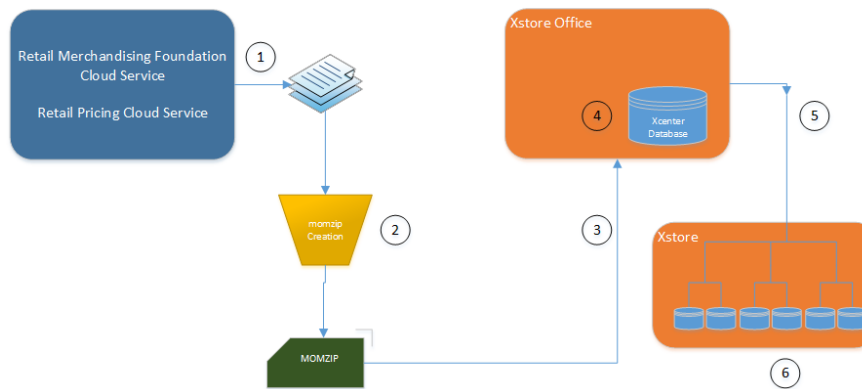 Retail Merchandising Foundation
Cloud Service
Retail Pricing Cloud Service
1
momzip
Creation
2
MOMZIP
3
Xstore Office
4
Xcenter
Database
5
Xstore
6